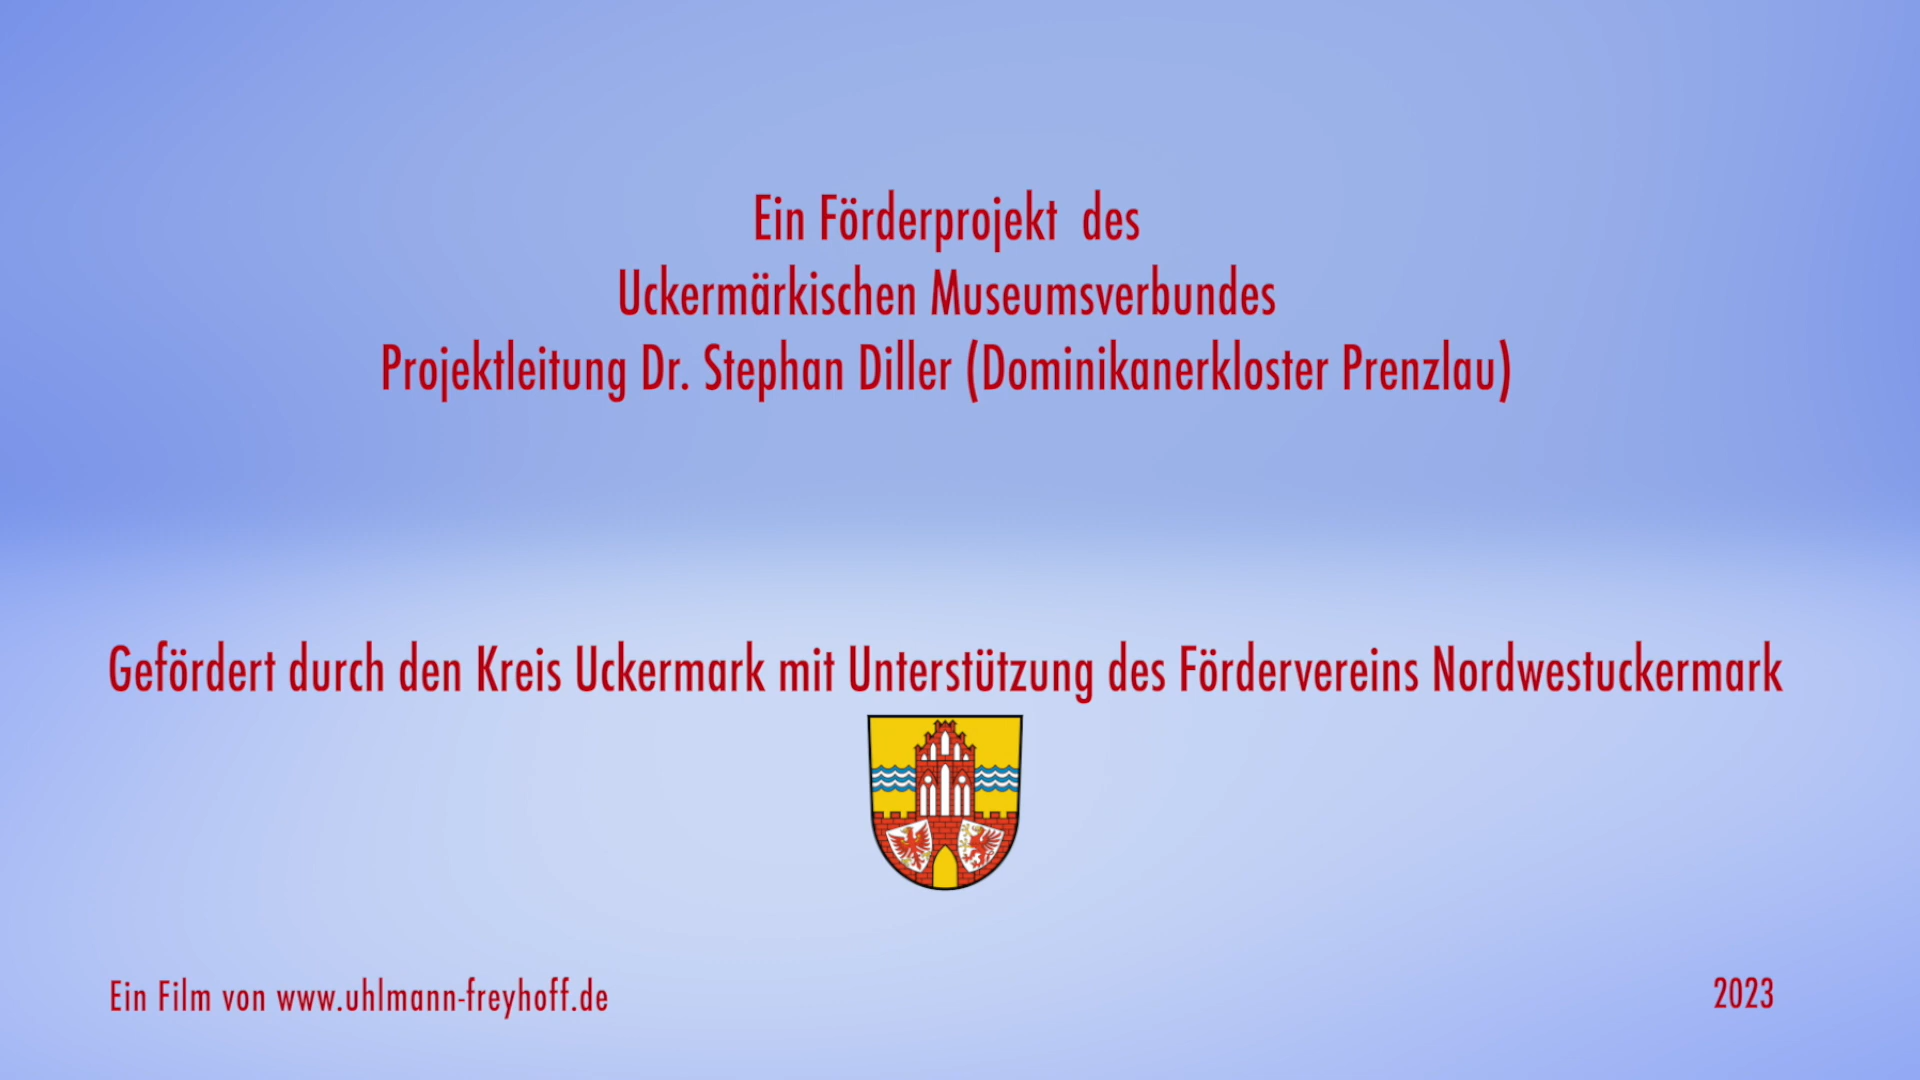 Ein Förderprojekt des
Uckermärkischen Museumsverbundes
Projektleitung Dr. Stephan Diller (Dominikanerkloster Prenzlau)
Gefördert durch den Kreis Uckermark mit Unterstützung des Fördervereins Nordwestuckermark
Ein Film von www.uhlmann-freyhoff.de
2023